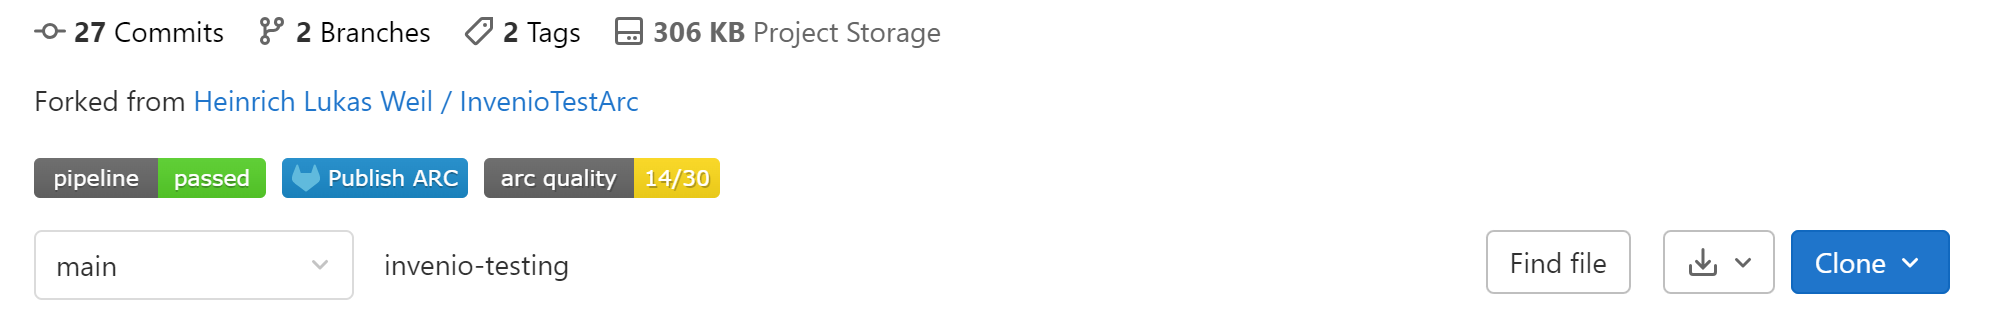 27 Commits 2 Branches 2 Tags 306 KB Project Storage
Forked from Heinrich Lukas Weil / InvenioTestArc
pipeline passed Publish ARC arc quality 14/30
main invenio-testing Find file Clone